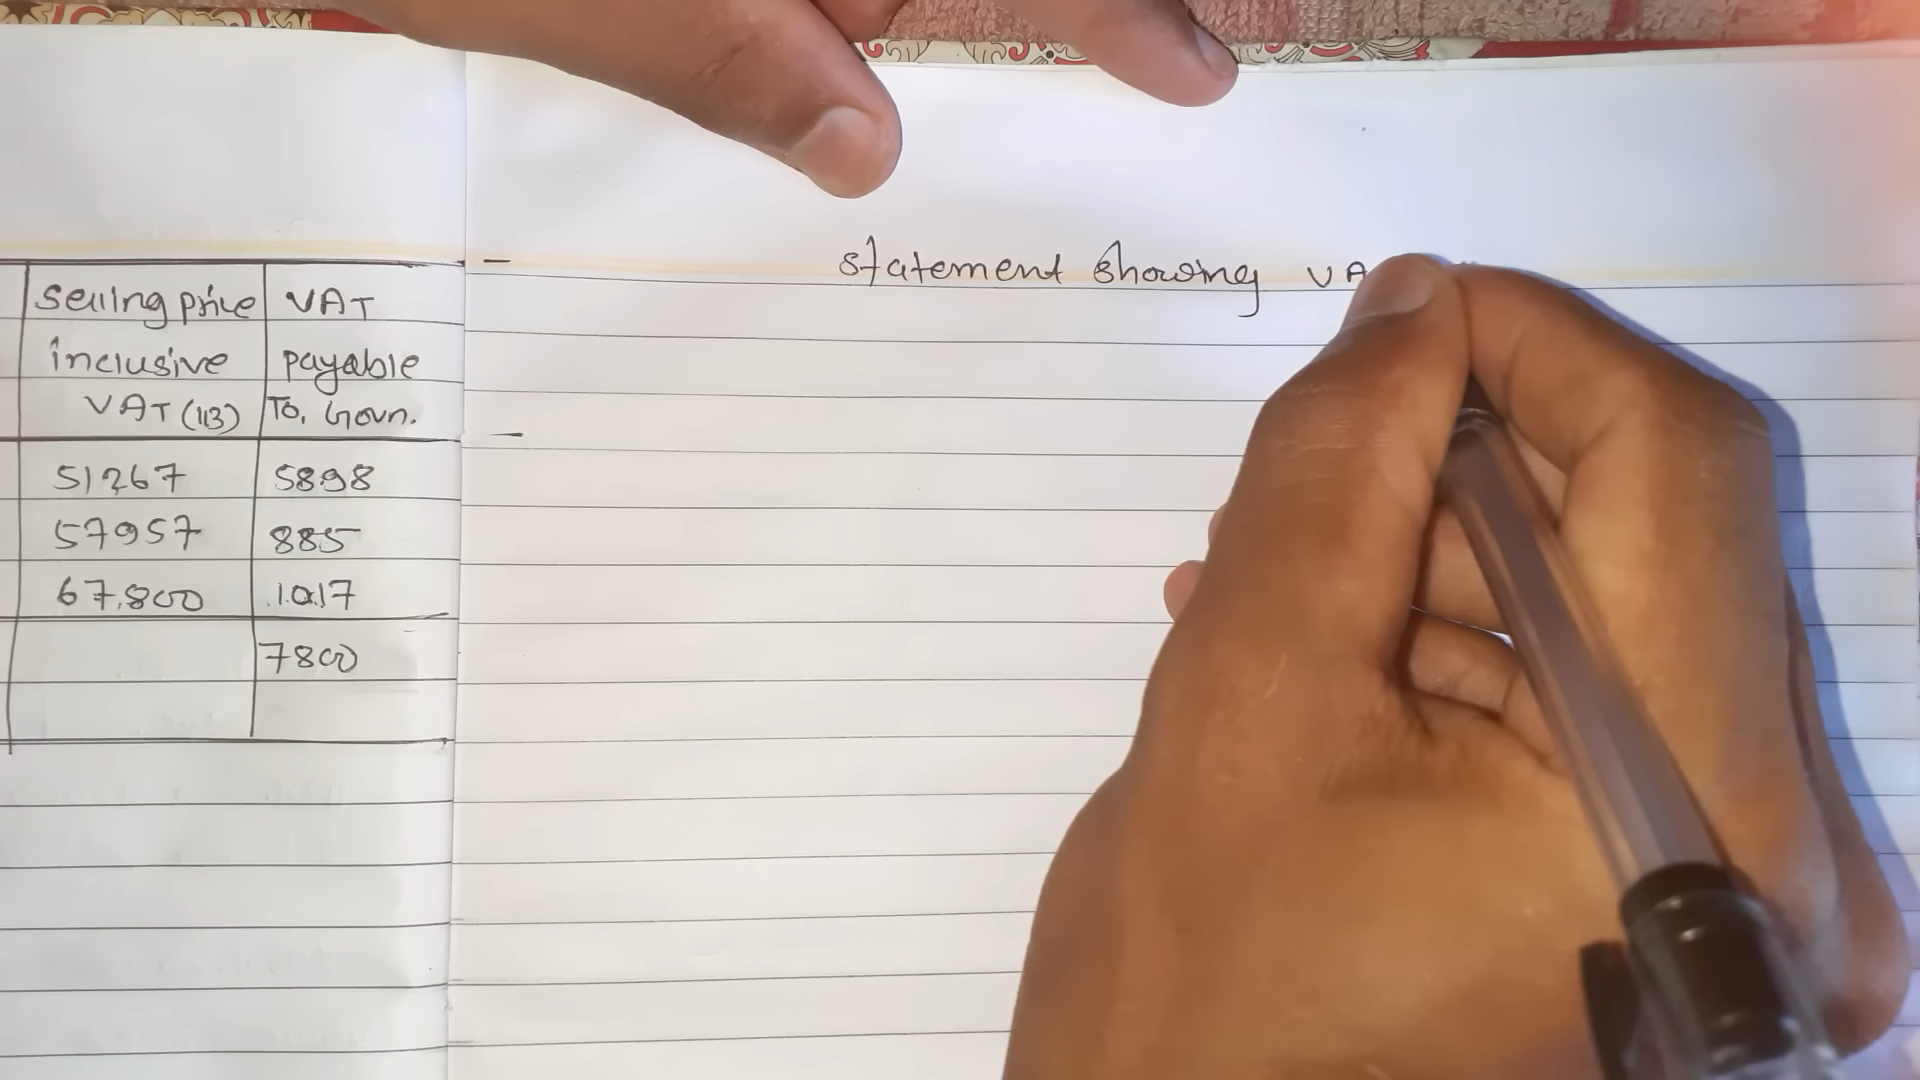 statement showing VA
selling price VAT
inclusive payable
VAT (113) To, Govn.
51267 5898
57957 885
67,800 1017
7800